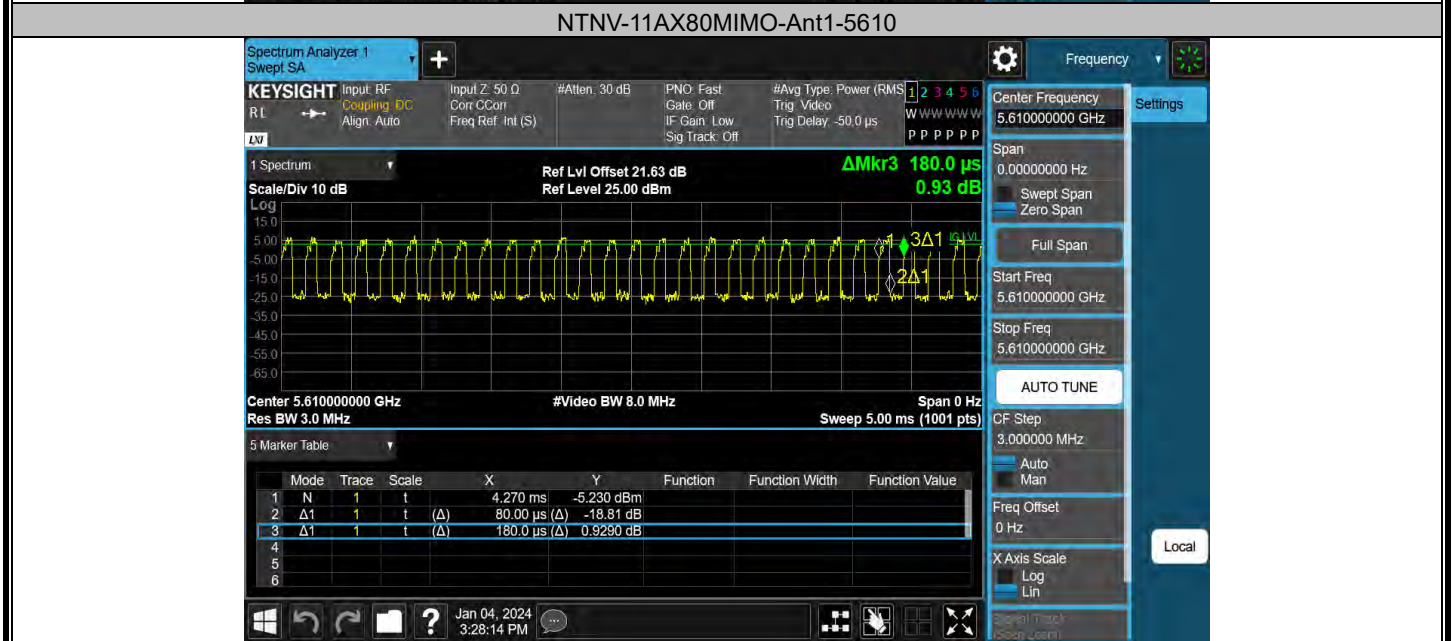 NTNV-11AX80MIMO-Ant1-5610
Spectrum Analyzer 1
Swept SA
+
Frequency
KEYSIGHT
RL
LXI
Input: RF
Coupling: DC
Align: Auto
Input Z: 50 Ω
Corr CCorr
Freq Ref: Int (S)
#Atten: 30 dB
PNO: Fast
Gate: Off
IF Gain: Low
Sig Track: Off
#Avg Type: Power (RMS
Trig: Video
Trig Delay: -50.0 µs
1 2 3 4 5 6
W W W W W W
P P P P P P
Center Frequency
5.610000000 GHz
Settings
Span
0.00000000 Hz
Swept Span
Zero Span
Full Span
Start Freq
5.610000000 GHz
Stop Freq
5.610000000 GHz
AUTO TUNE
CF Step
3.000000 MHz
Auto
Man
Freq Offset
0 Hz
X Axis Scale
Log
Lin
Local
1 Spectrum
Scale/Div 10 dB
Log
Ref Lvl Offset 21.63 dB
Ref Level 25.00 dBm
ΔMkr3 180.0 µs
0.93 dB
15.0
5.00
-5.00
-15.0
-25.0
-35.0
-45.0
-55.0
-65.0
1
3Δ1
2Δ1
Center 5.610000000 GHz
#Video BW 8.0 MHz
Span 0 Hz
Res BW 3.0 MHz
Sweep 5.00 ms (1001 pts)
5 Marker Table
Mode Trace Scale X Y Function Function Width Function Value
1 N 1 t 4.270 ms -5.230 dBm
2 Δ1 1 t (Δ) 80.00 µs (Δ) -18.81 dB
3 Δ1 1 t (Δ) 180.0 µs (Δ) 0.9290 dB
4
5
6
?
Jan 04, 2024
3:28:14 PM